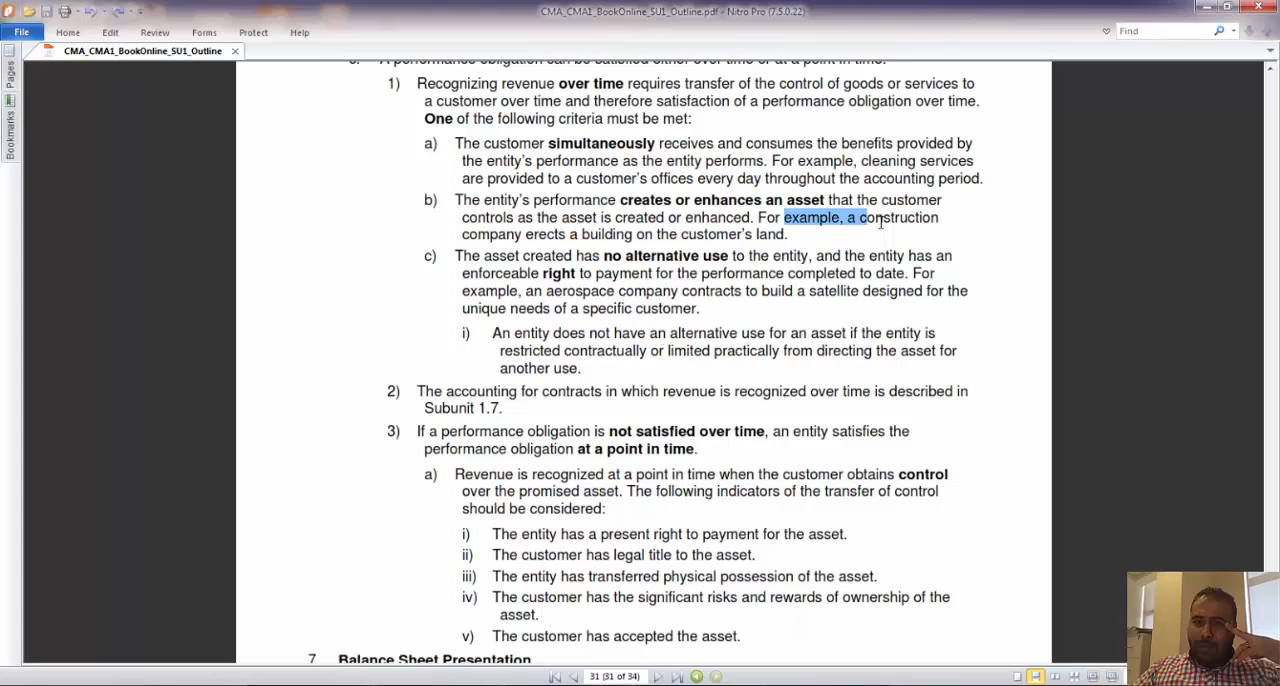 CMA_CMA1_BookOnline_SU1_Outline.pdf - Nitro Pro (7.5.0.22)
File Home Edit Review Forms Protect Help Find
CMA_CMA1_BookOnline_SU1_Outline
Pages
Bookmarks
A performance obligation can be satisfied either over time or at a point in time.
1) Recognizing revenue over time requires transfer of the control of goods or services to
a customer over time and therefore satisfaction of a performance obligation over time.
One of the following criteria must be met:
a) The customer simultaneously receives and consumes the benefits provided by
the entity's performance as the entity performs. For example, cleaning services
are provided to a customer's offices every day throughout the accounting period.
b) The entity's performance creates or enhances an asset that the customer
controls as the asset is created or enhanced. For example, a construction
company erects a building on the customer's land.
c) The asset created has no alternative use to the entity, and the entity has an
enforceable right to payment for the performance completed to date. For
example, an aerospace company contracts to build a satellite designed for the
unique needs of a specific customer.
i) An entity does not have an alternative use for an asset if the entity is
restricted contractually or limited practically from directing the asset for
another use.
2) The accounting for contracts in which revenue is recognized over time is described in
Subunit 1.7.
3) If a performance obligation is not satisfied over time, an entity satisfies the
performance obligation at a point in time.
a) Revenue is recognized at a point in time when the customer obtains control
over the promised asset. The following indicators of the transfer of control
should be considered:
i) The entity has a present right to payment for the asset.
ii) The customer has legal title to the asset.
iii) The entity has transferred physical possession of the asset.
iv) The customer has the significant risks and rewards of ownership of the
asset.
v) The customer has accepted the asset.
7 Balance Sheet Presentation
31 (31 of 34)